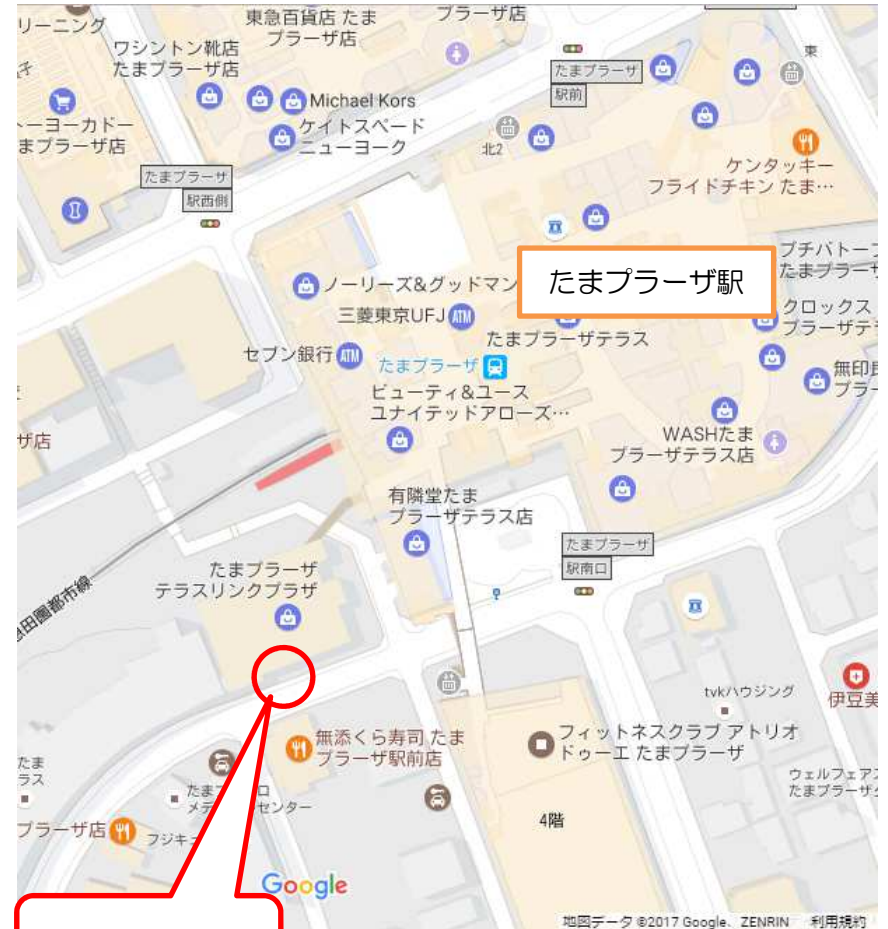 リーニング
東急百貨店 たま
プラーザ店
プラーザ店
ワシントン靴店
たまプラーザ店
Michael Kors
ケイトスペード
ニューヨーク
たまプラーザ
駅前
東
北2
トーヨーカドー
まプラーザ店
たまプラーザ
駅西側
ケンタッキー
フライドチキン たま…
プチバトー
たまプラーザ
たまプラーザ駅
ノーリーズ&グッドマン
三菱東京UFJ
ATM
クロックス
プラーザテラ
たまプラーザテラス
セブン銀行
ATM
たまプラーザ
無印良
プラー
ビューティ&ユース
ユナイテッドアローズ…
ザ店
WASHたま
プラーザテラス店
有隣堂たま
プラーザテラス店
たまプラーザ
駅南口
たまプラーザ
テラスリンクプラザ
急田園都市線
tvkハウジング
伊豆美
無添くら寿司 たま
プラーザ駅前店
フィットネスクラブ アトリオ
ドゥーエ たまプラーザ
たま
ラス
ウェルフェアス
たまプラーザ
センター
4階
プラーザ店
フジキ
Google
地図データ ©2017 Google、ZENRIN
利用規約